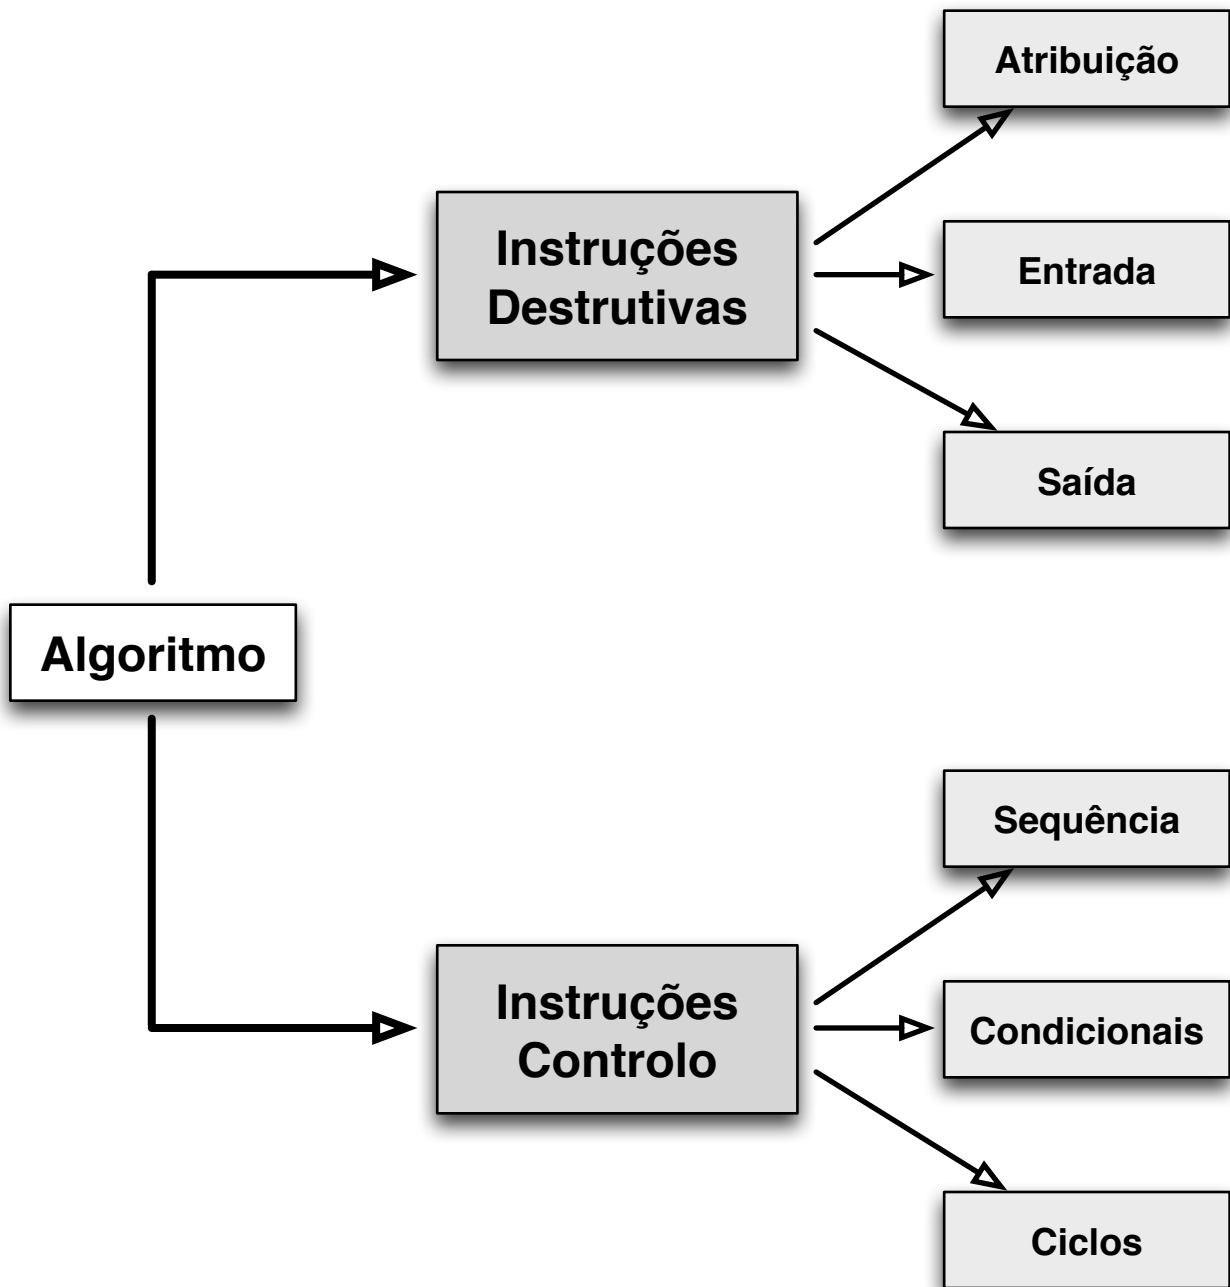 Atribuição
Instruções
Destrutivas
Entrada
Saída
Algoritmo
Sequência
Instruções
Controlo
Condicionais
Ciclos